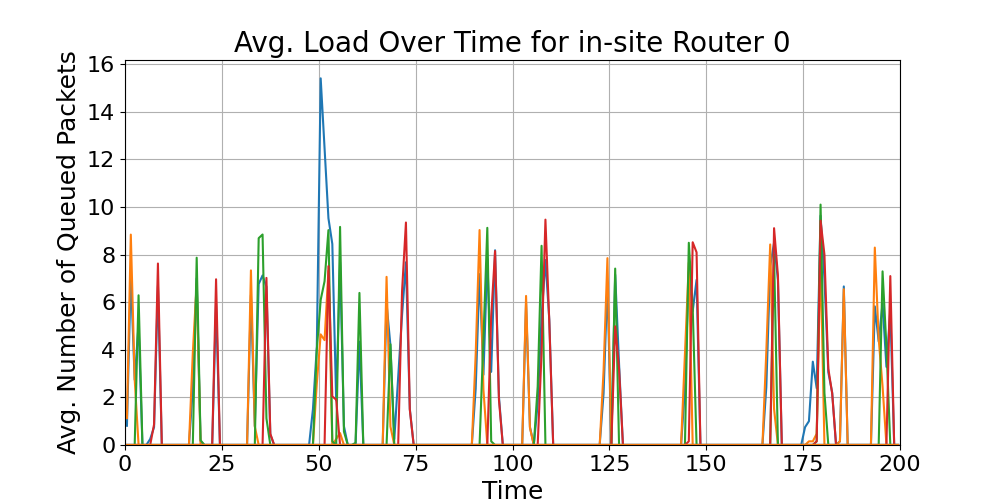 Avg. Load Over Time for in-site Router 0
Avg. Number of Queued Packets
16
14
12
10
8
6
4
2
0
0 25 50 75 100 125 150 175 200
Time